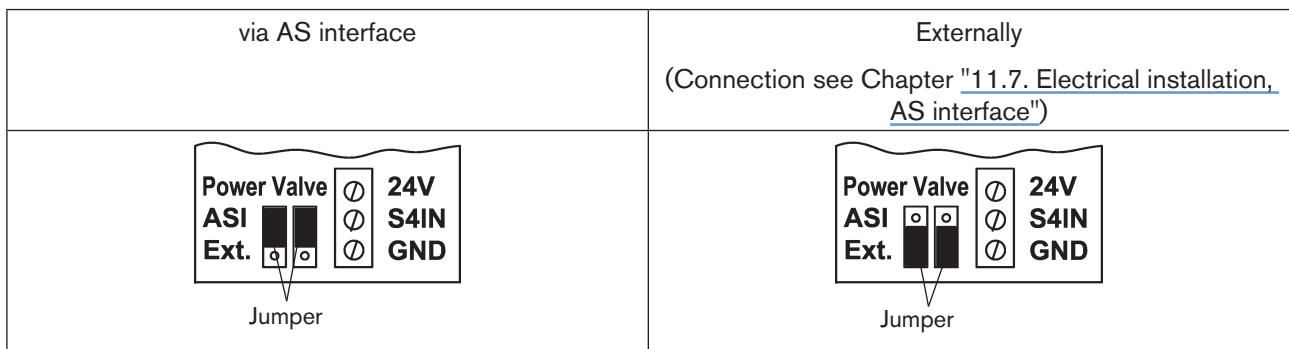 via AS interface
Externally
(Connection see Chapter "11.7. Electrical installation,
AS interface")
Power Valve 24V
ASI S4IN
Ext. GND
Jumper
Power Valve 24V
ASI S4IN
Ext. GND
Jumper